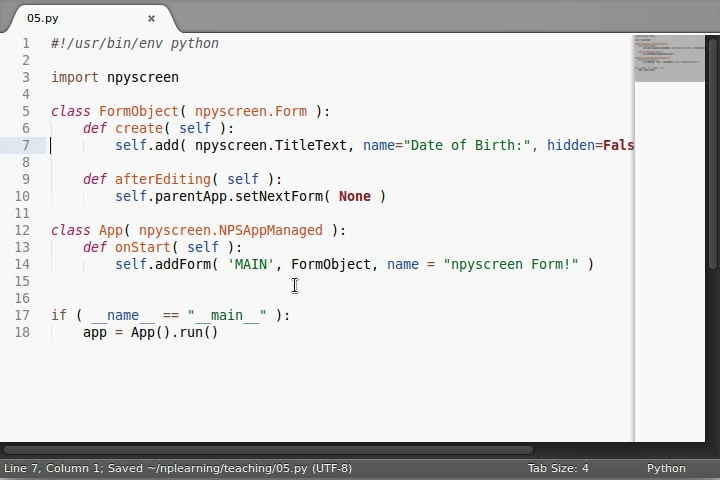 05.py ×
1 #!/usr/bin/env python
2
3 import npyscreen
4
5 class FormObject( npyscreen.Form ):
6 def create( self ):
7 self.add( npyscreen.TitleText, name="Date of Birth:", hidden=Fals
8
9 def afterEditing( self ):
10 self.parentApp.setNextForm( None )
11
12 class App( npyscreen.NPSAppManaged ):
13 def onStart( self ):
14 self.addForm( 'MAIN', FormObject, name = "npyscreen Form!" )
15
16
17 if ( __name__ == "__main__" ):
18 app = App().run()
Line 7, Column 1; Saved ~/nplearning/teaching/05.py (UTF-8) Tab Size: 4 Python